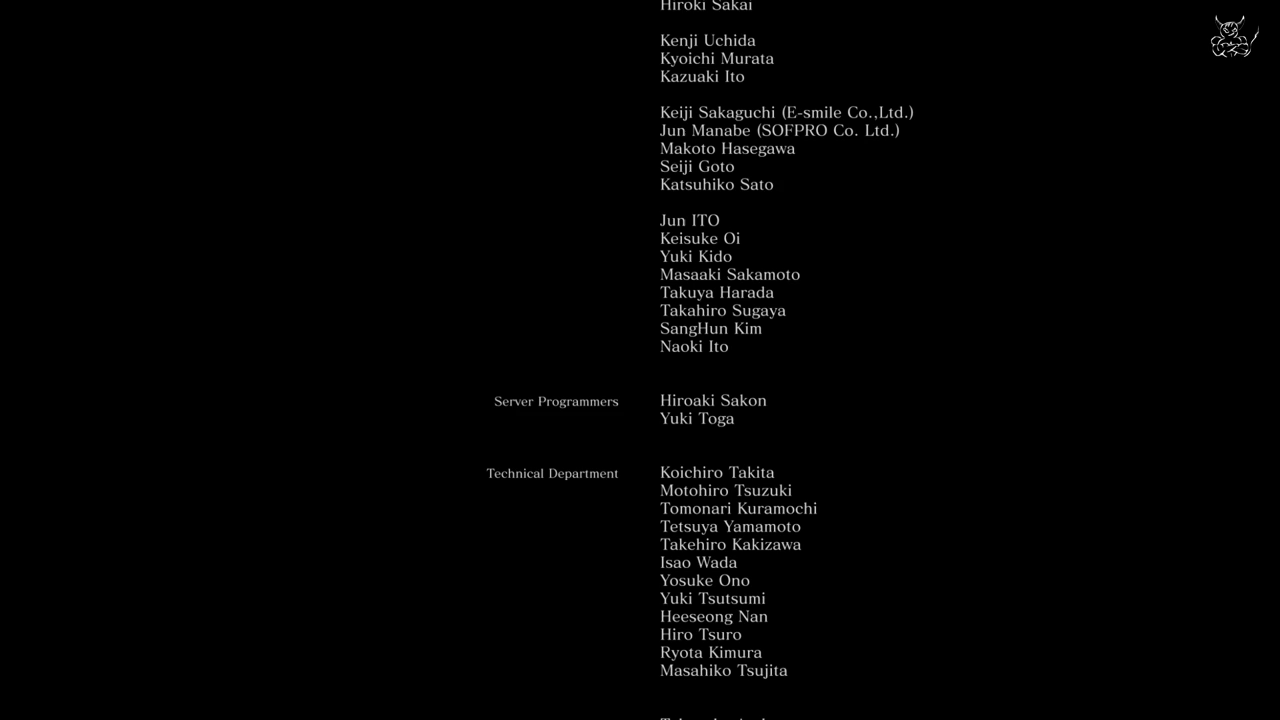 Hiroki Sakai
Kenji Uchida
Kyoichi Murata
Kazuaki Ito
Keiji Sakaguchi (E-smile Co.,Ltd.)
Jun Manabe (SOFPRO Co. Ltd.)
Makoto Hasegawa
Seiji Goto
Katsuhiko Sato
Jun ITO
Keisuke Oi
Yuki Kido
Masaaki Sakamoto
Takuya Harada
Takahiro Sugaya
SangHun Kim
Naoki Ito
Server Programmers Hiroaki Sakon
Yuki Toga
Technical Department Koichiro Takita
Motohiro Tsuzuki
Tomonari Kuramochi
Tetsuya Yamamoto
Takehiro Kakizawa
Isao Wada
Yosuke Ono
Yuki Tsutsumi
Heeseong Nan
Hiro Tsuro
Ryota Kimura
Masahiko Tsujita